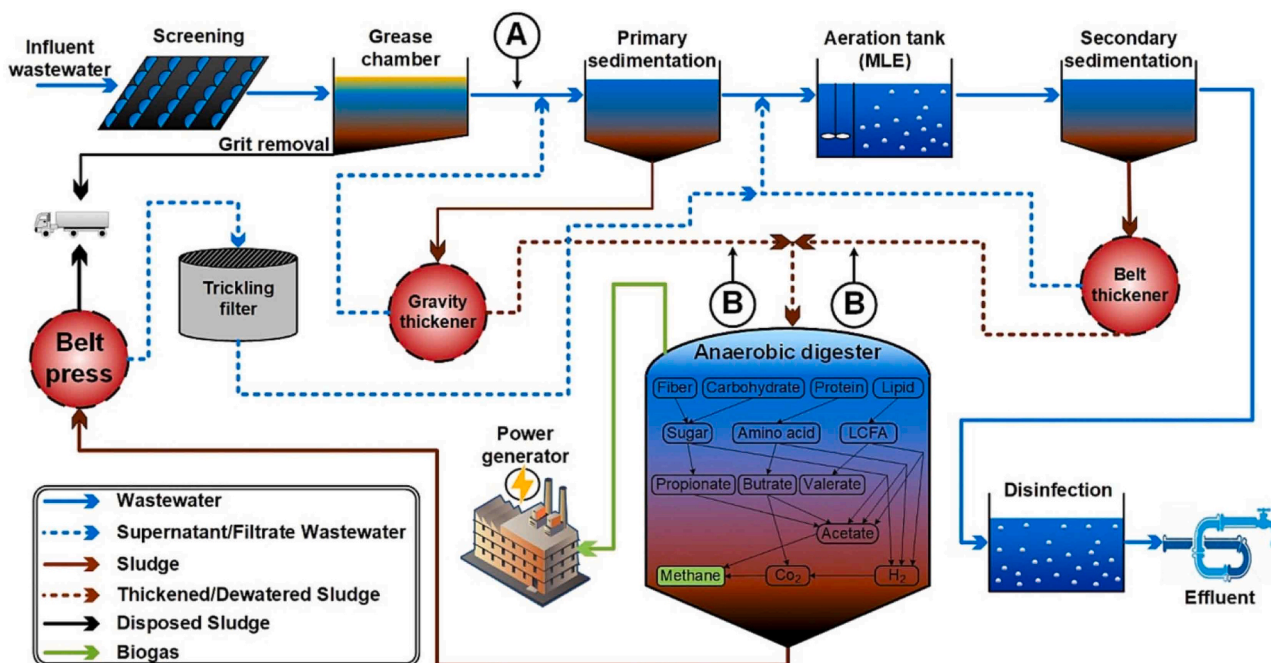 Influent
wastewater
Screening
Grease
chamber
A
Primary
sedimentation
Aeration tank
(MLE)
Secondary
sedimentation
Grit removal
Trickling
filter
Gravity
thickener
B
B
Belt
thickener
Belt
press
Anaerobic digester
Fiber
Carbohydrate
Protein
Lipid
Sugar
Amino acid
LCFA
Propionate
Butrate
Valerate
Acetate
Methane
Co2
H2
Power
generator
Disinfection
Effluent
Wastewater
Supernatant/Filtrate Wastewater
Sludge
Thickened/Dewatered Sludge
Disposed Sludge
Biogas